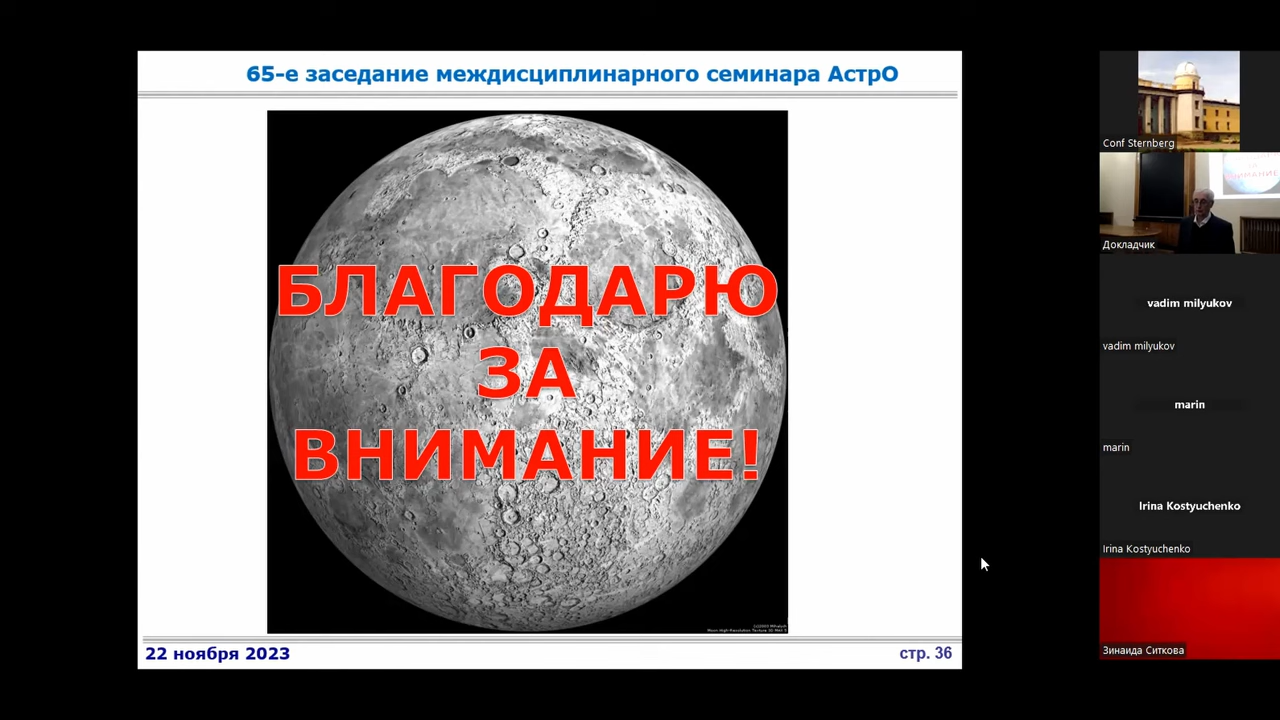 65-е заседание междисциплинарного семинара АстрО
БЛАГОДАРЮ
ЗА
ВНИМАНИЕ!
22 ноября 2023
стр. 36
Conf Sternberg
ВНИМАНИЕ
Докладчик
vadim milyukov
vadim milyukov
marin
marin
Irina Kostyuchenko
Irina Kostyuchenko
Зинаида Ситкова